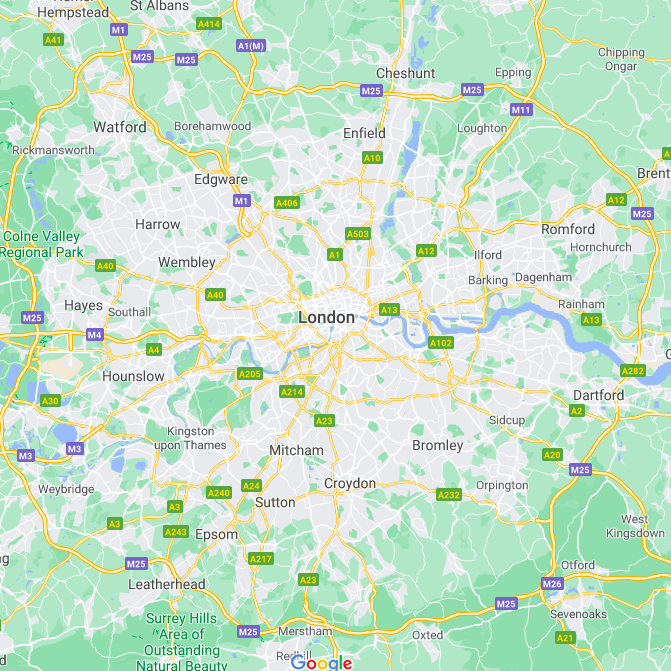 Hempstead
St Albans
A414
M1
A41
A1(M)
M25
M25
Chipping
Ongar
Epping
Cheshunt
M25
M25
M11
Watford
Borehamwood
Enfield
Loughton
Rickmansworth
A10
Edgware
Brent
M1
A406
A12
M25
Harrow
Colne Valley
Regional Park
A503
Romford
A12
Hornchurch
A1
Ilford
Wembley
A40
Barking
Dagenham
A40
Hayes
Southall
Rainham
A13
London
M25
A13
M4
A4
A102
A205
A282
Hounslow
A214
Dartford
A30
A2
A23
Sidcup
Kingston
upon Thames
Bromley
Mitcham
M3
M3
A20
M25
Weybridge
A24
Croydon
Orpington
A240
A232
Sutton
A3
A3
A243
Epsom
West
Kingsdown
A217
M25
Otford
Leatherhead
A23
M26
M25
Sevenoaks
Surrey Hills
Area of
Outstanding
Natural Beauty
M25
Merstham
Oxted
A21
Redhill
Google